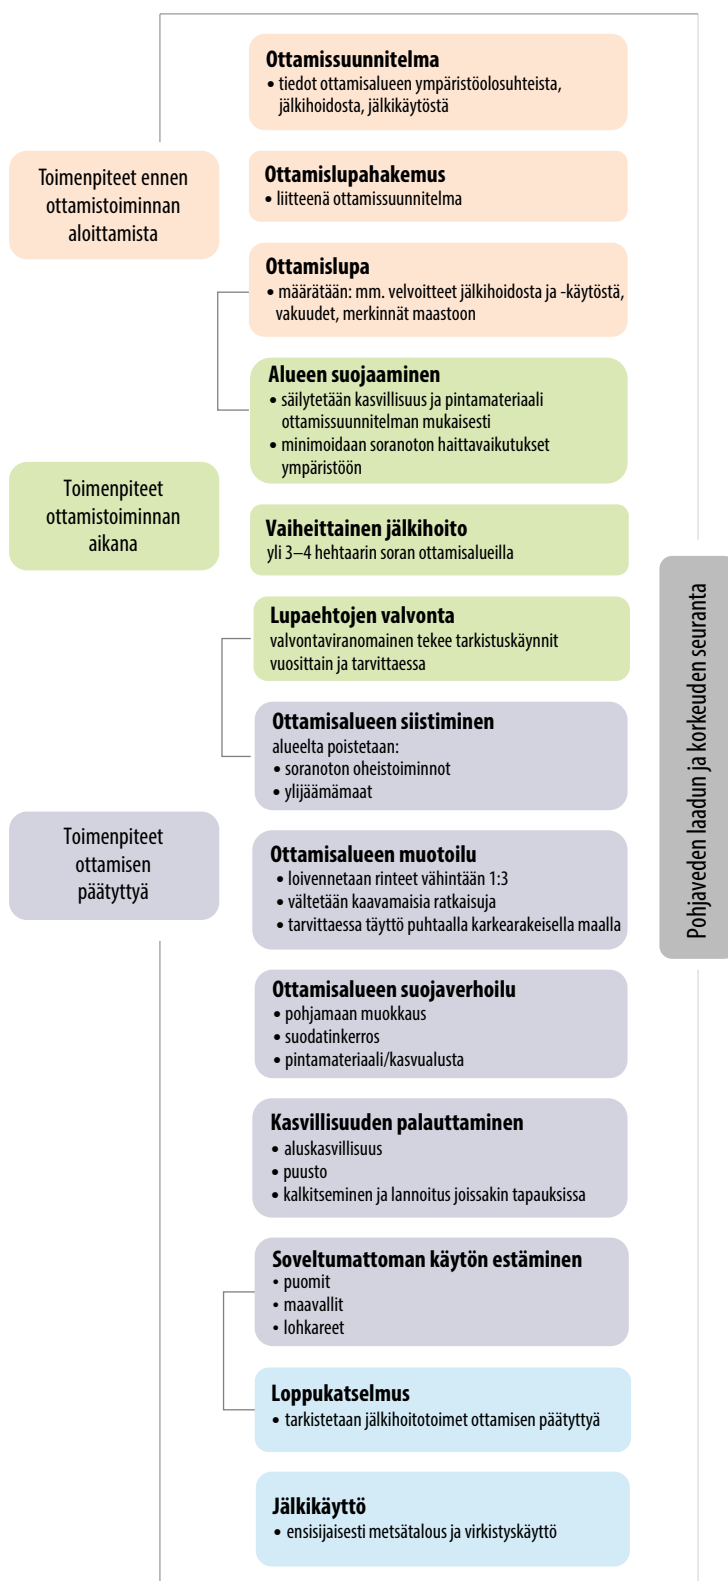 Ottamissuunnitelma
• tiedot ottamisalueen ympäristöolosuhteista,
jälkihoidosta, jälkikäytöstä
Toimenpiteet ennen
ottamistoiminnan
aloittamista
Ottamislupahakemus
• liitteenä ottamissuunnitelma
Ottamislupa
• määrätään: mm. velvoitteet jälkihoidosta ja -käytöstä,
vakuudet, merkinnät maastoon
Alueen suojaaminen
• säilytetään kasvillisuus ja pintamateriaali
ottamissuunnitelman mukaisesti
• minimoidaan soranoton haittavaikutukset
ympäristöön
Toimenpiteet
ottamistoiminnan
aikana
Vaiheittainen jälkihoito
yli 3–4 hehtaarin soran ottamisalueilla
Lupaehtojen valvonta
valvontaviranomainen tekee tarkistuskäynnit
vuosittain ja tarvittaessa
Ottamisalueen siistiminen
alueelta poistetaan:
• soranoton oheistoiminnot
• ylijäämämaat
Toimenpiteet
ottamisen
päätyttyä
Ottamisalueen muotoilu
• loivennetaan rinteet vähintään 1:3
• vältetään kaavamaisia ratkaisuja
• tarvittaessa täyttö puhtaalla karkearakeisella maalla
Ottamisalueen suojaverhoilu
• pohjamaan muokkaus
• suodatinkerros
• pintamateriaali/kasvualusta
Kasvillisuuden palauttaminen
• aluskasvillisuus
• puusto
• kalkitseminen ja lannoitus joissakin tapauksissa
Soveltumattoman käytön estäminen
• puomit
• maavallit
• lohkareet
Loppukatselmus
• tarkistetaan jälkihoitotoimet ottamisen päätyttyä
Jälkikäyttö
• ensisijaisesti metsätalous ja virkistyskäyttö
Pohjaveden laadun ja korkeuden seuranta